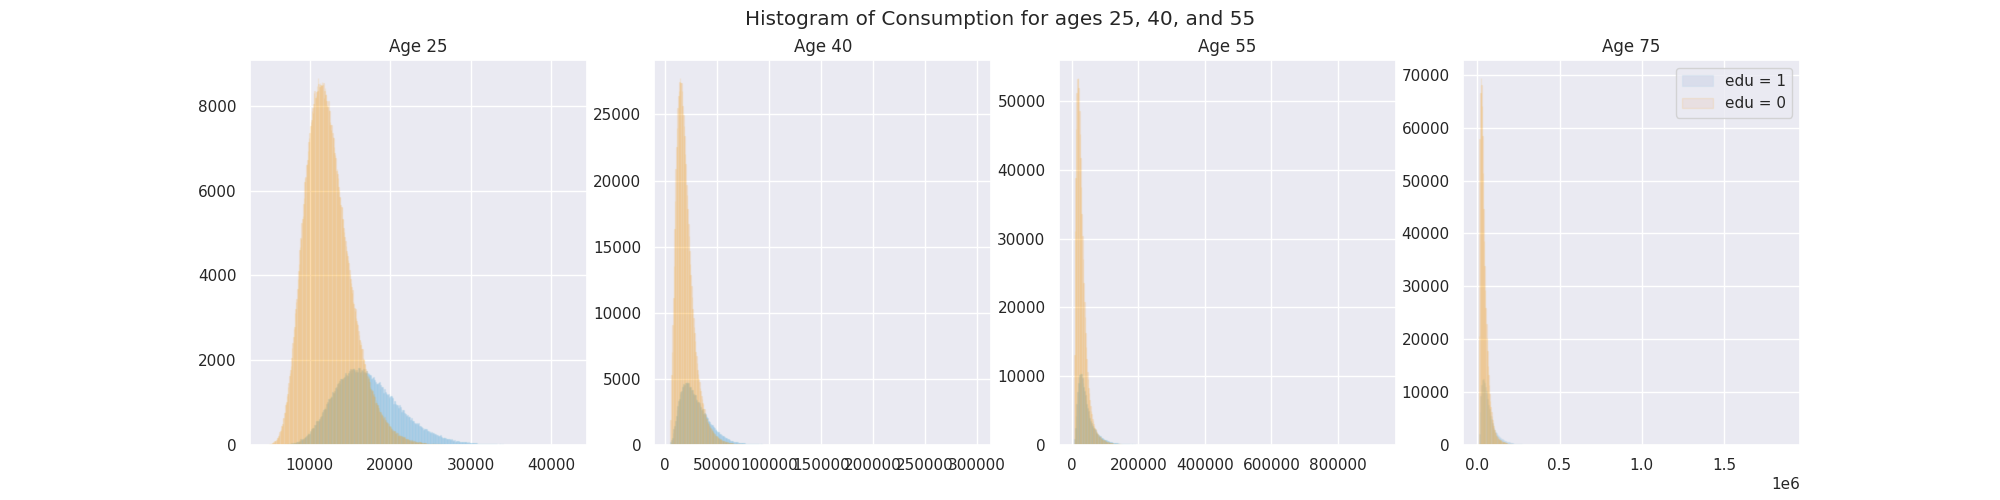 Histogram of Consumption for ages 25, 40, and 55
Age 25
8000
6000
4000
2000
0
10000 20000 30000 40000
Age 40
25000
20000
15000
10000
5000
0
0 50000 100000 150000 200000 250000 300000
Age 55
50000
40000
30000
20000
10000
0
0 200000 400000 600000 800000
Age 75
70000
60000
50000
40000
30000
20000
10000
0
0.0 0.5 1.0 1.5
1e6
edu = 1
edu = 0